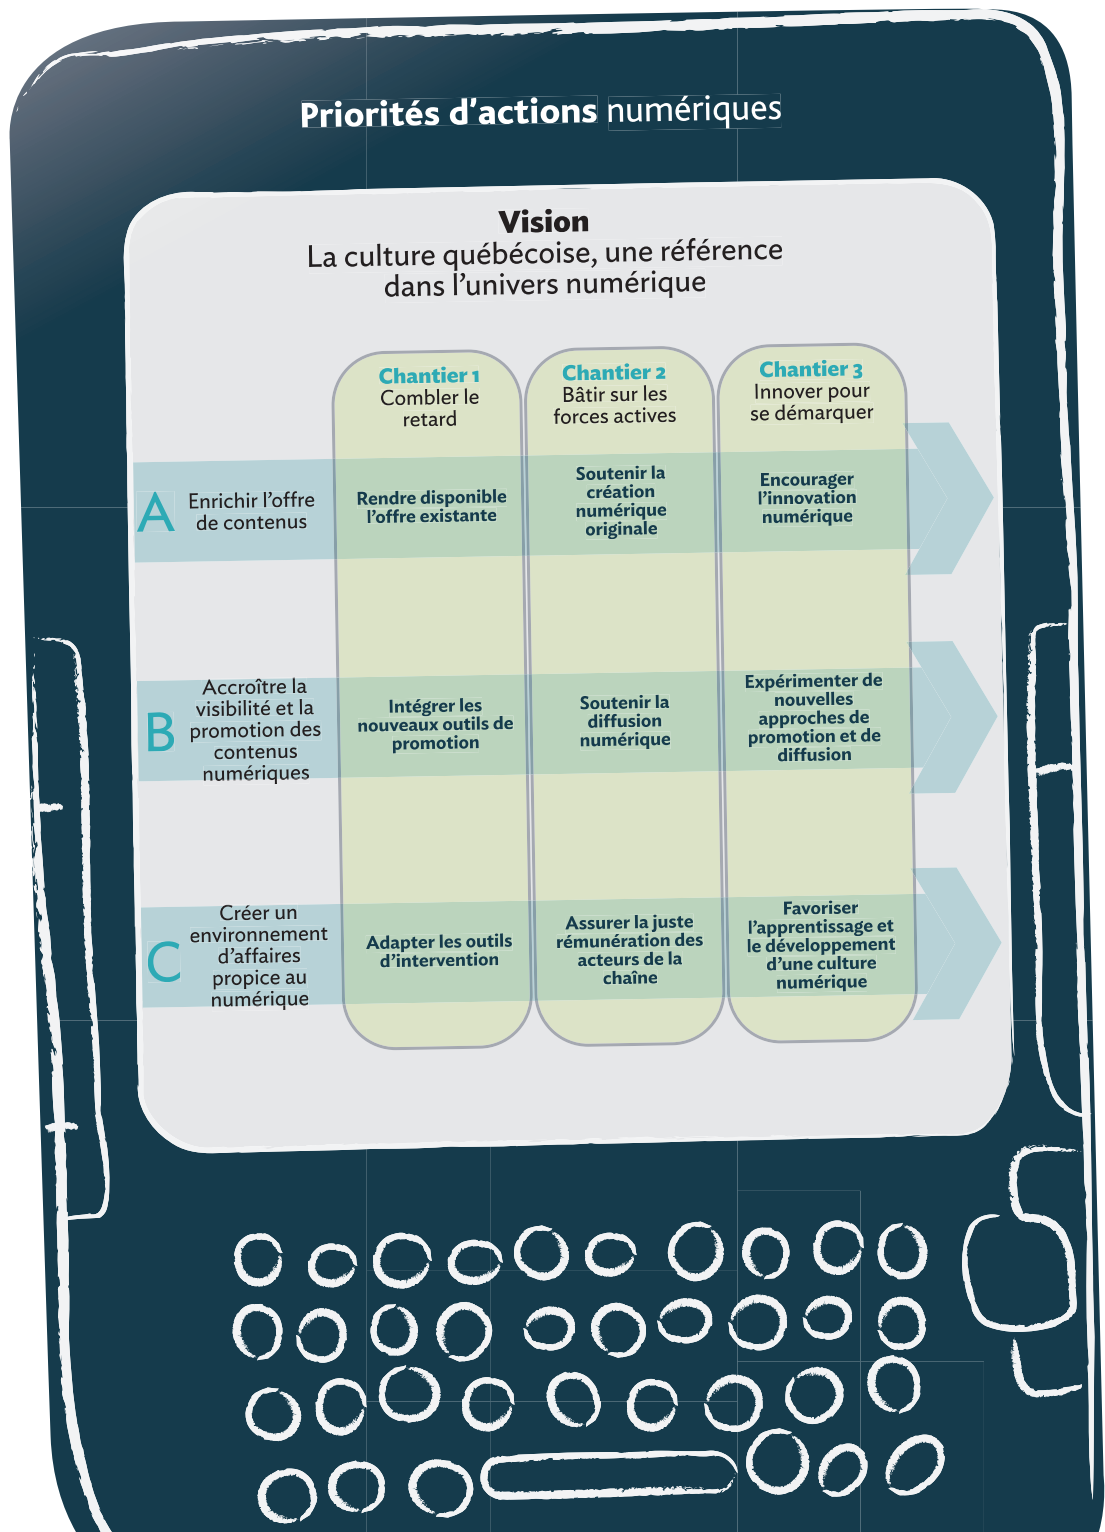 Priorités d'actions numériques
Vision
La culture québécoise, une référence
dans l'univers numérique
Chantier 1
Combler le
retard
Chantier 2
Bâtir sur les
forces actives
Chantier 3
Innover pour
se démarquer
A
Enrichir l'offre
de contenus
Rendre disponible
l'offre existante
Soutenir la
création
numérique
originale
Encourager
l'innovation
numérique
B
Accroître la
visibilité et la
promotion des
contenus
numériques
Intégrer les
nouveaux outils de
promotion
Soutenir la
diffusion
numérique
Expérimenter de
nouvelles
approches de
promotion et de
diffusion
C
Créer un
environnement
d'affaires
propice au
numérique
Adapter les outils
d'intervention
Assurer la juste
rémunération des
acteurs de la
chaîne
Favoriser
l'apprentissage et
le développement
d'une culture
numérique